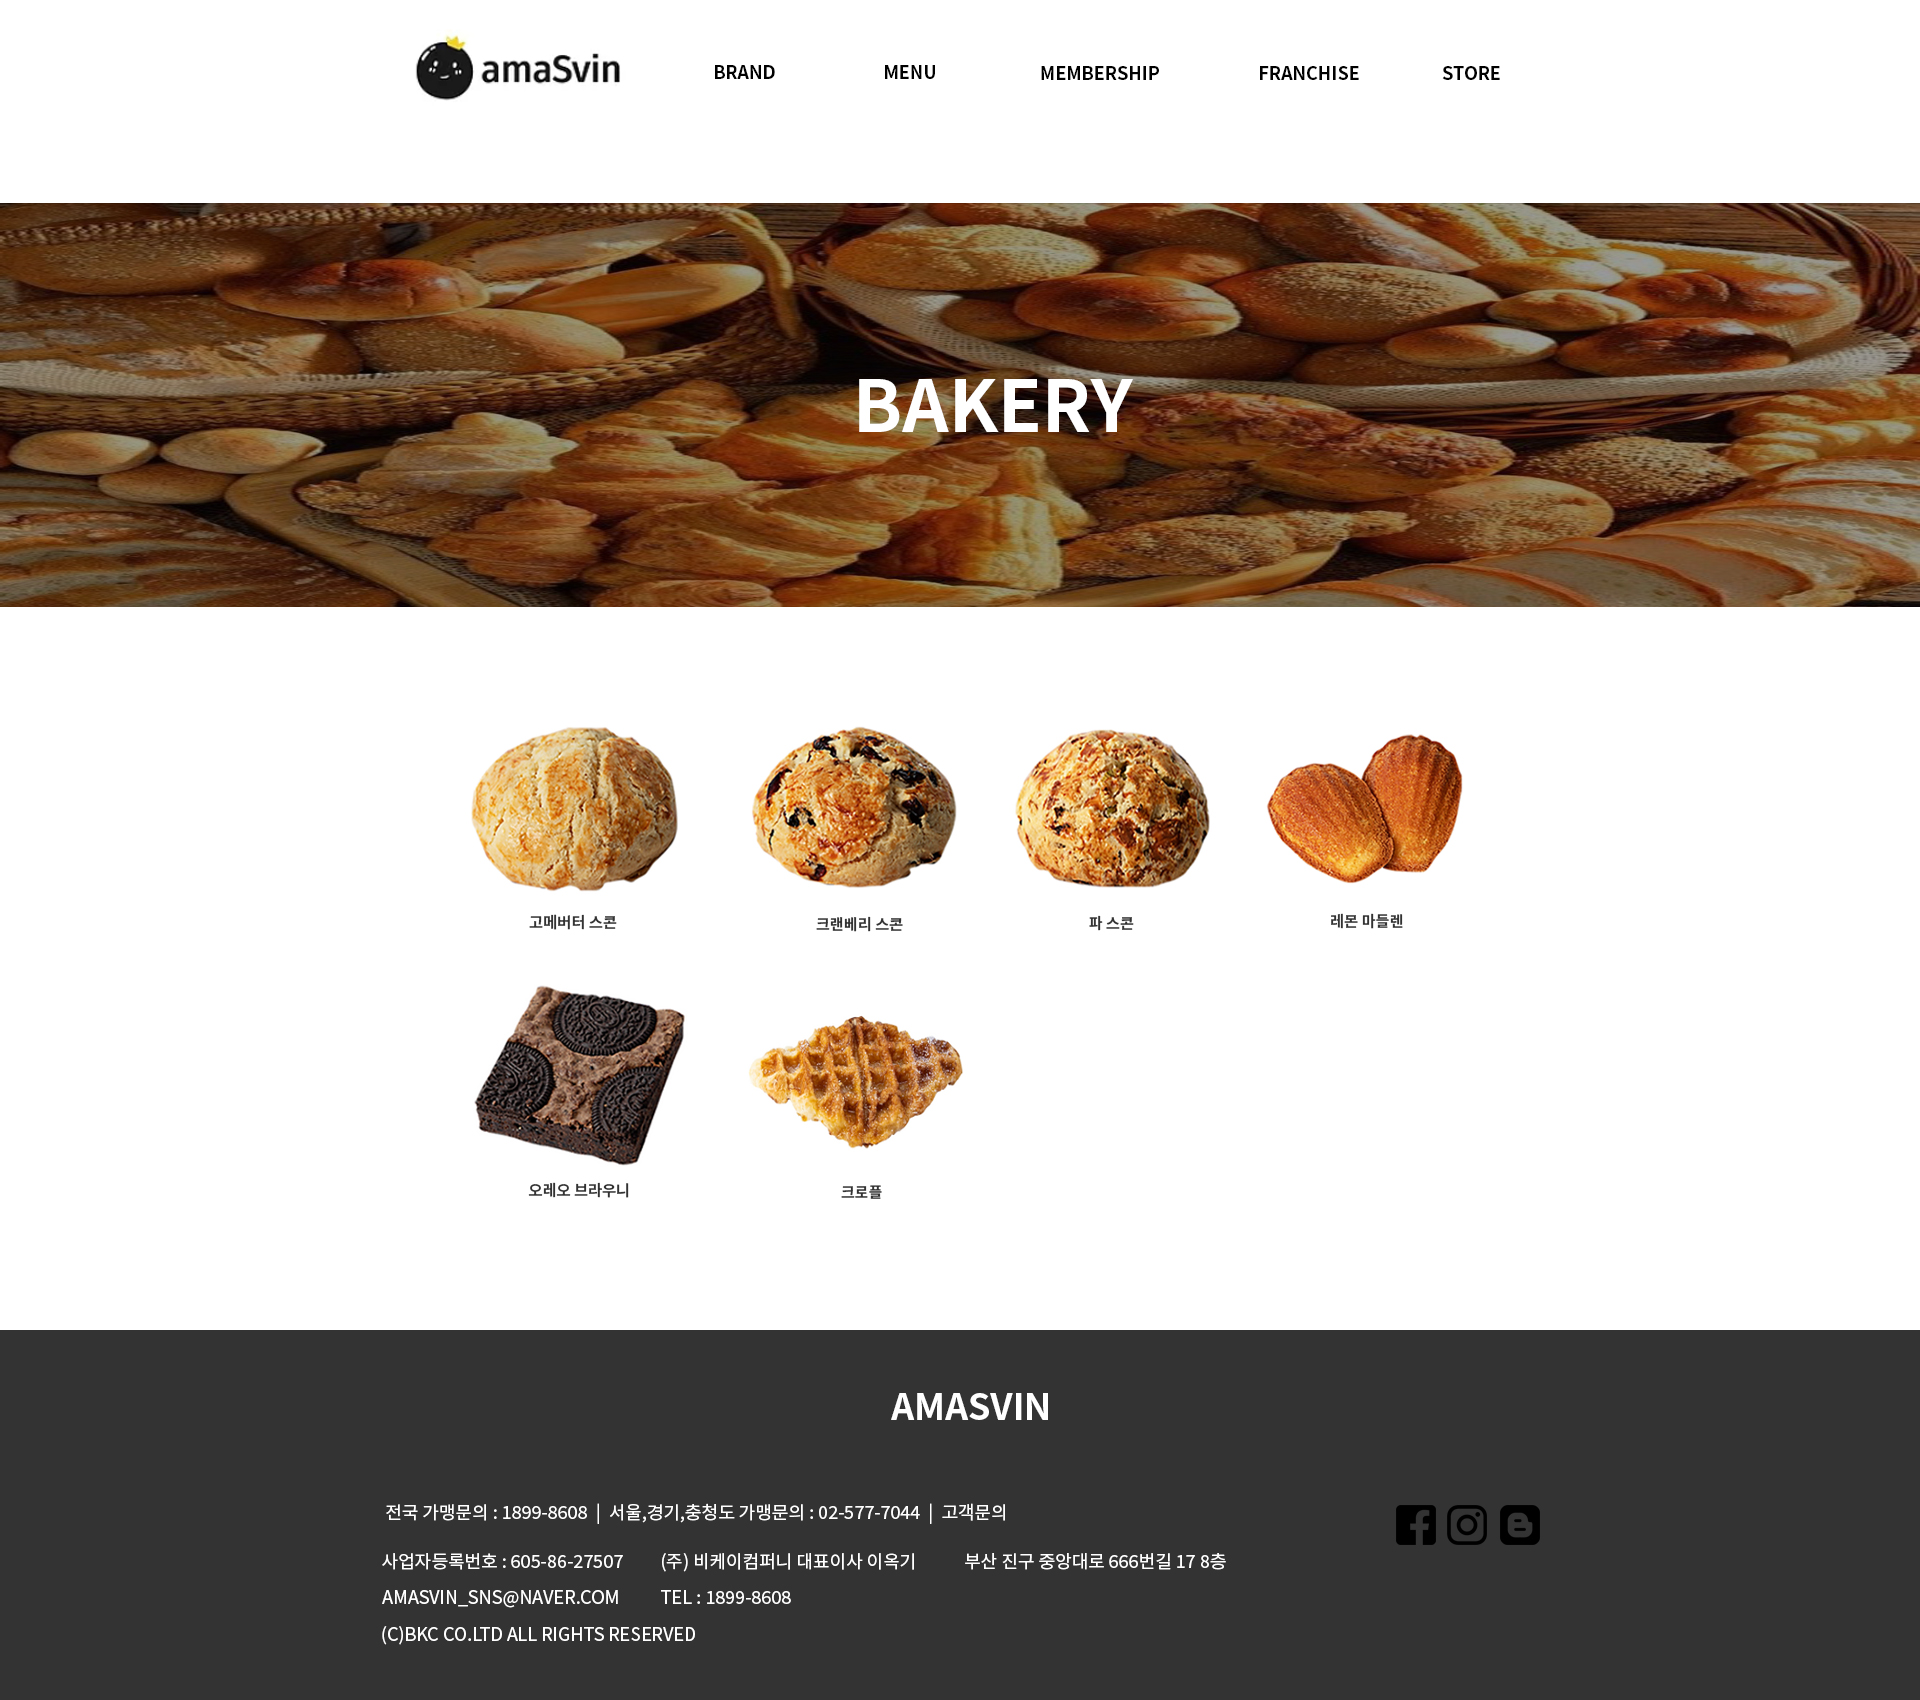 amaSvin
BRAND MENU MEMBERSHIP FRANCHISE STORE
BAKERY
고메버터 스콘 크랜베리 스콘 파 스콘 레몬 마들렌
오레오 브라우니 크로플
AMASVIN
전국 가맹문의 : 1899-8608 | 서울,경기,충청도 가맹문의 : 02-577-7044 | 고객문의
사업자등록번호 : 605-86-27507 (주) 비케이컴퍼니 대표이사 이옥기 부산 진구 중앙대로 666번길 17 8층
AMASVIN_SNS@NAVER.COM TEL : 1899-8608
(C)BKC CO.LTD ALL RIGHTS RESERVED